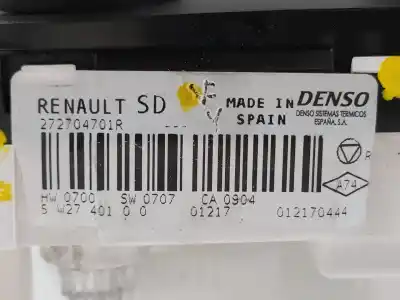 RENAULT SD
MADE IN SPAIN
DENSO
DENSO SISTEMAS TERMICOS
ESPAÑA, S.A.
272704701R ---
R
A74
HW 0700 SW 0707 CA 0904
5 427 401 0 0 01217 012170444